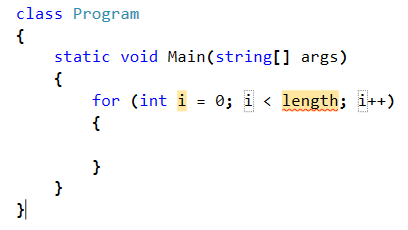 class Program
{
    static void Main(string[] args)
    {
        for (int i = 0; i < length; i++)
        {
        }
    }
}